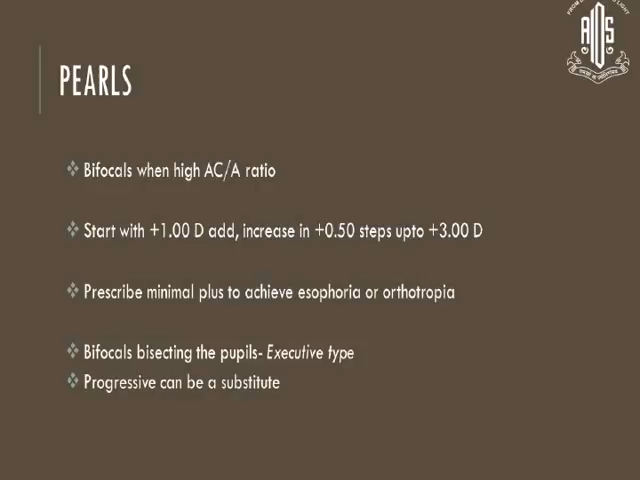 PEARLS
Bifocals when high AC/A ratio
Start with +1.00 D add, increase in +0.50 steps upto +3.00 D
Prescribe minimal plus to achieve esophoria or orthotropia
Bifocals bisecting the pupils- Executive type
Progressive can be a substitute
AIOS